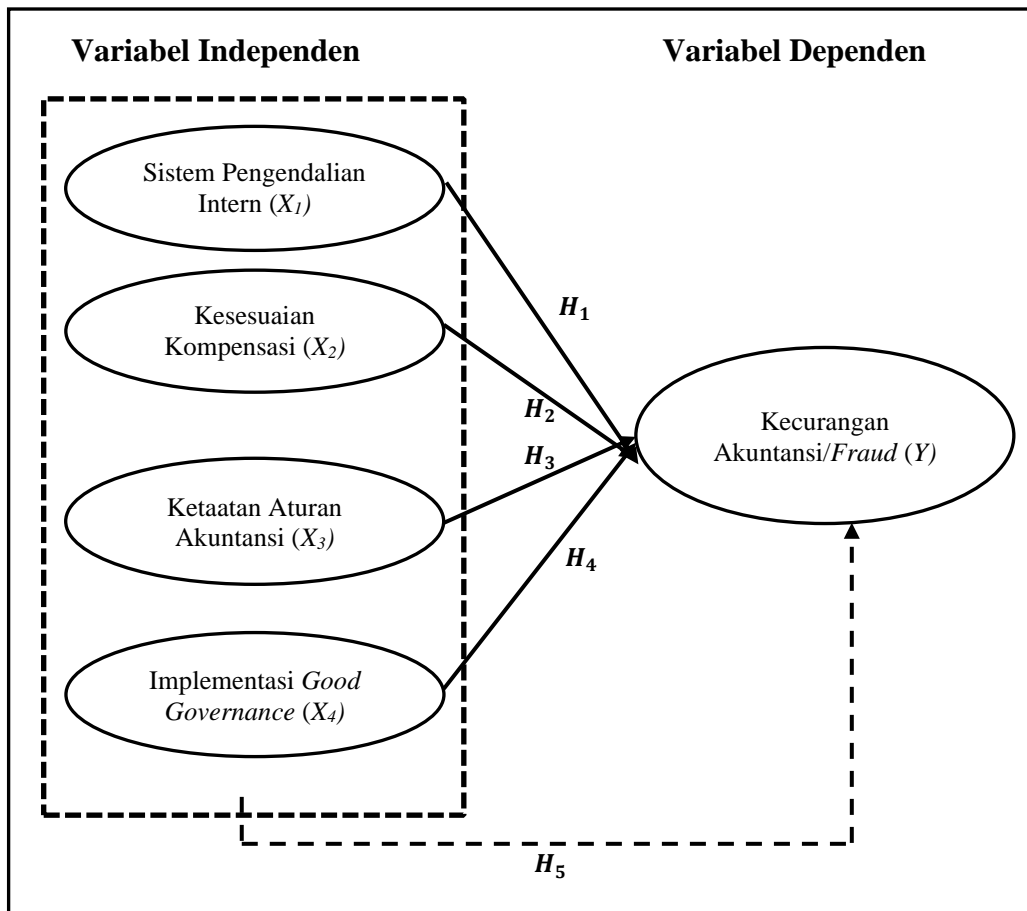 Variabel Independen
Variabel Dependen
Sistem Pengendalian
Intern (X1)
Kesesuaian
Kompensasi (X2)
Ketaatan Aturan
Akuntansi (X3)
Implementasi Good
Governance (X4)
H1
H2
H3
H4
Kecurangan
Akuntansi/Fraud (Y)
H5